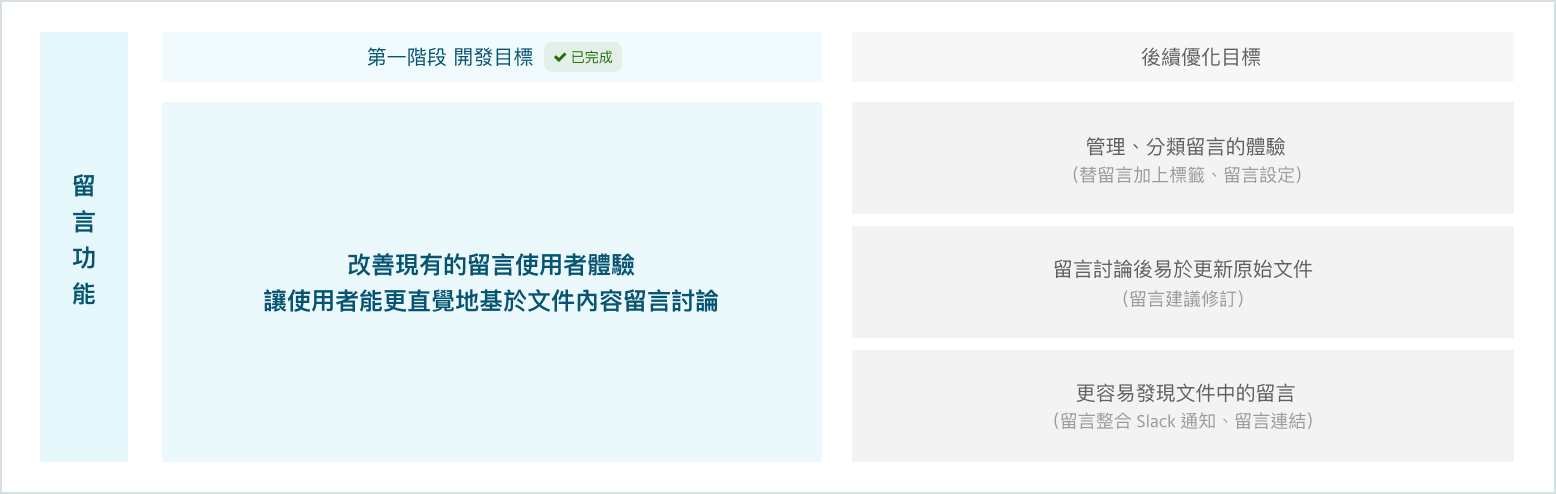 留言功能
第一階段 開發目標 已完成
改善現有的留言使用者體驗
讓使用者能更直覺地基於文件內容留言討論
後續優化目標
管理、分類留言的體驗
（替留言加上標籤、留言設定）
留言討論後易於更新原始文件
（留言建議修訂）
更容易發現文件中的留言
（留言整合 Slack 通知、留言連結）